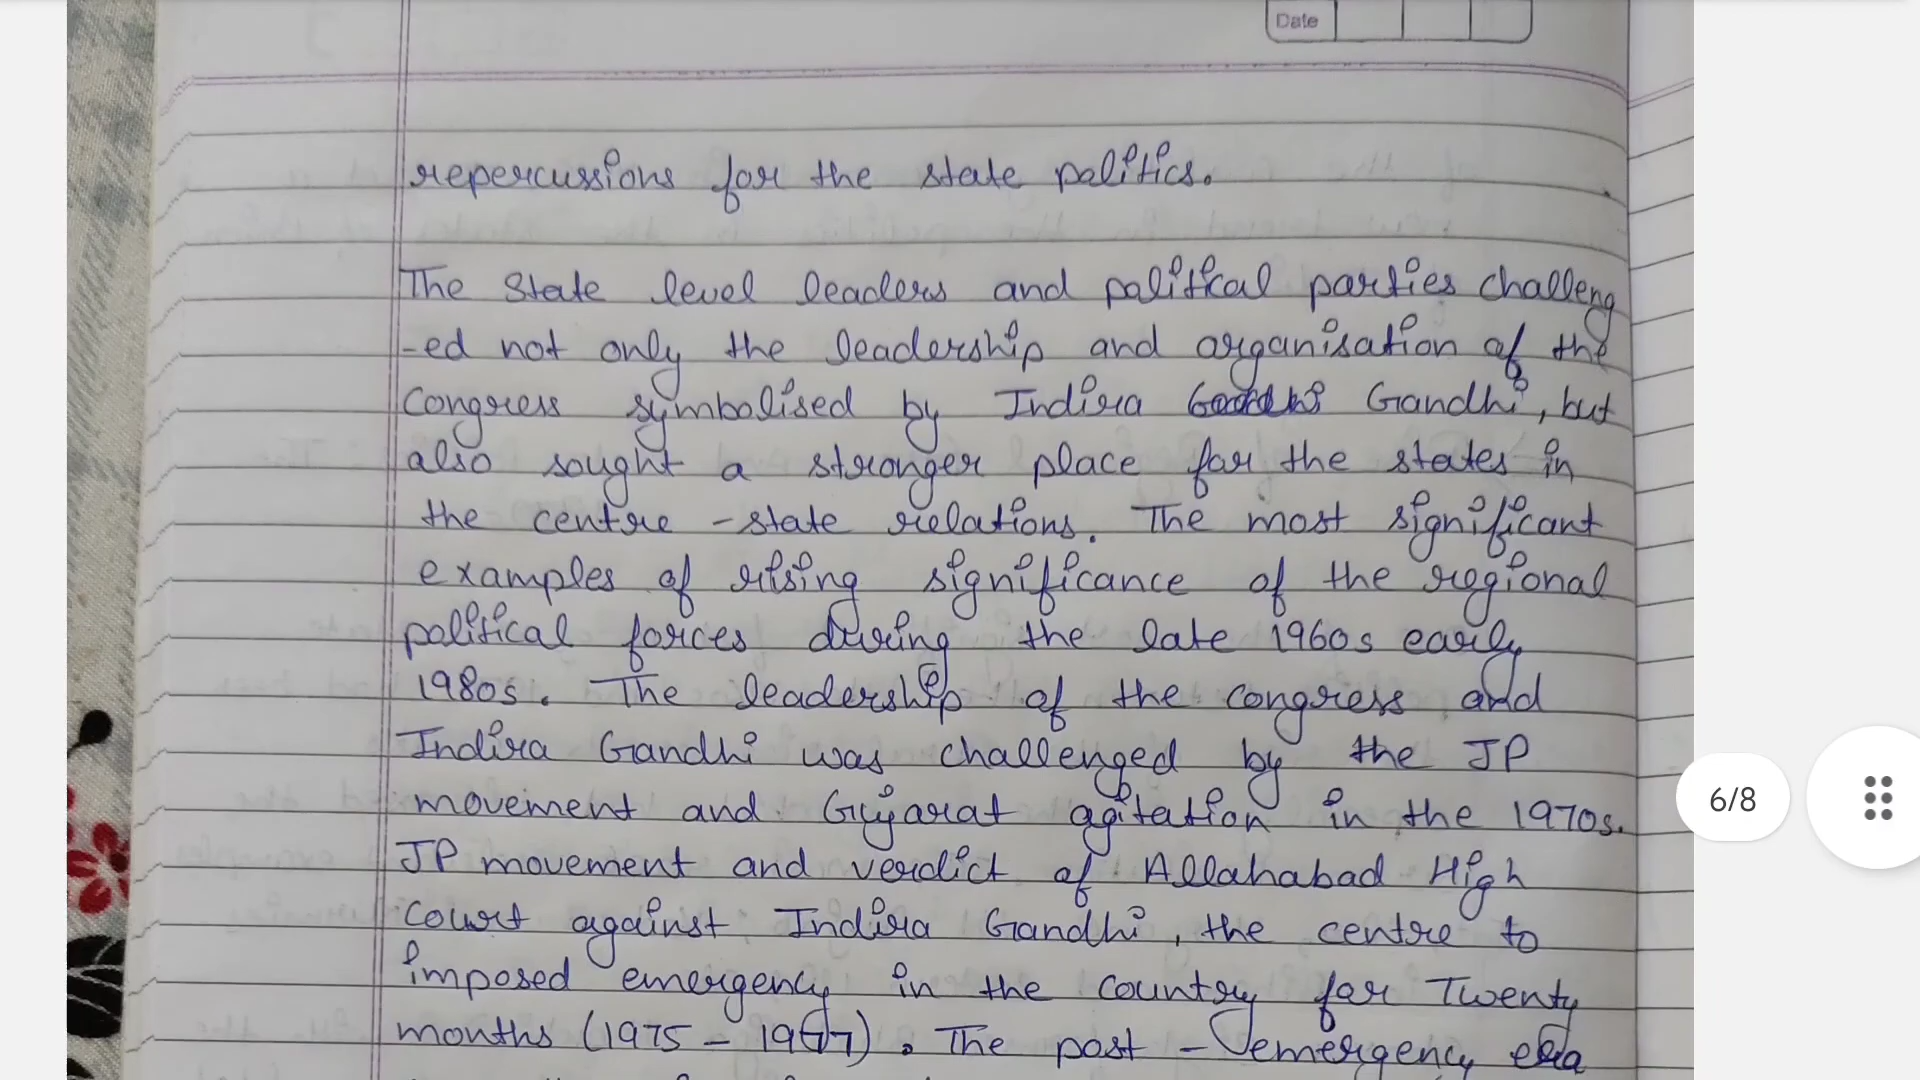 Date
repercussions for the state politics.
The State level leaders and political parties challeng
-ed not only the leadership and organisation of the
Congress symbolised by Indira Gandhi, but
also sought a stronger place for the states in
the centre - state relations. The most significant
examples of rising significance of the regional
political forces during the late 1960s early
1980s. The leadership of the congress and
Indira Gandhi was challenged by the JP
movement and Gujarat agitation in the 1970s.
JP movement and verdict of Allahabad High
Court against Indira Gandhi, the centre to
imposed emergency in the country for Twenty
months (1975 - 1977). The post - emergency era
6/8